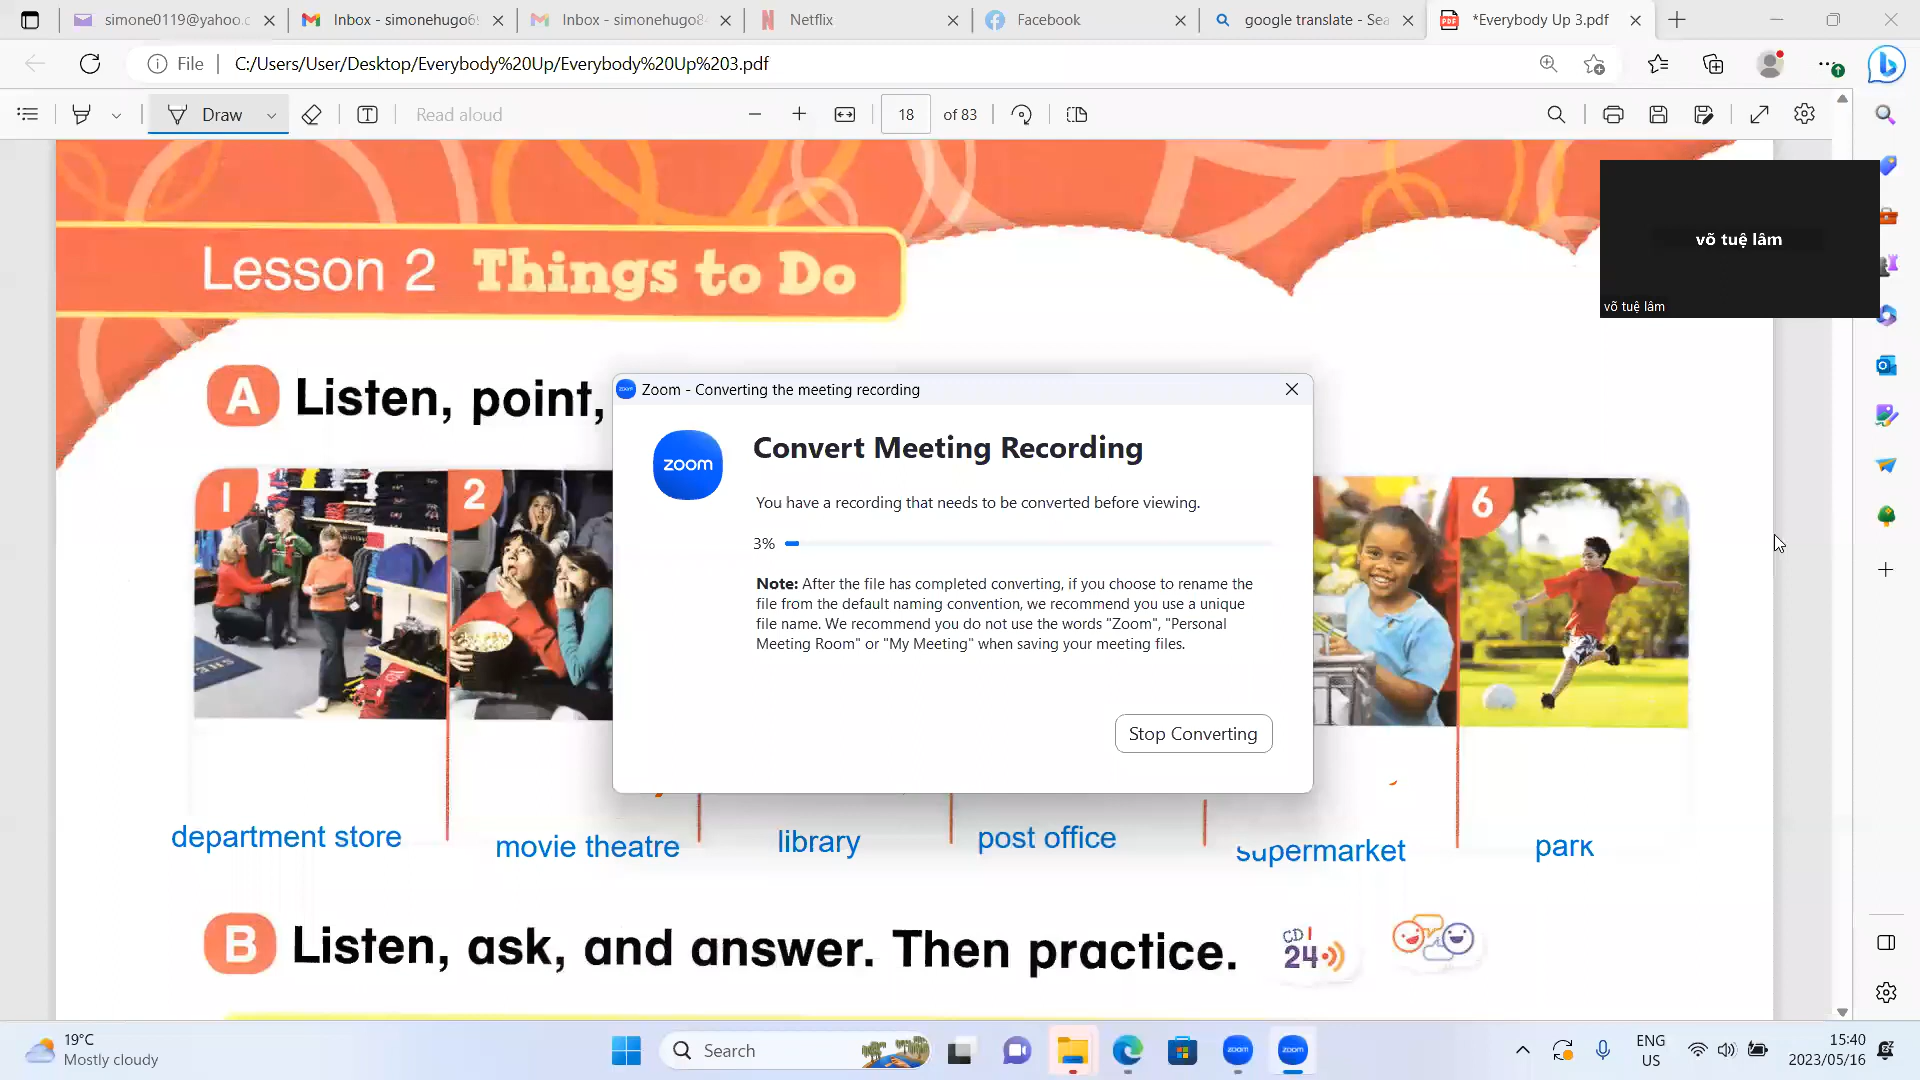 simone0119@yahoo.c
Inbox - simonehugo6
Inbox - simonehugo8
Netflix
Facebook
google translate - Sea
*Everybody Up 3.pdf
File
C:/Users/User/Desktop/Everybody%20Up/Everybody%20Up%203.pdf
Draw
Read aloud
18
of 83
Lesson 2 Things to Do
võ tuệ lâm
võ tuệ lâm
A Listen, point,
Zoom - Converting the meeting recording
zoom
Convert Meeting Recording
You have a recording that needs to be converted before viewing.
3%
Note: After the file has completed converting, if you choose to rename the
file from the default naming convention, we recommend you use a unique
file name. We recommend you do not use the words "Zoom", "Personal
Meeting Room" or "My Meeting" when saving your meeting files.
Stop Converting
1
2
6
department store
movie theatre
library
post office
supermarket
park
B Listen, ask, and answer. Then practice.
CD 1
24
19°C
Mostly cloudy
Search
zoom
zoom
ENG
US
15:40
2023/05/16